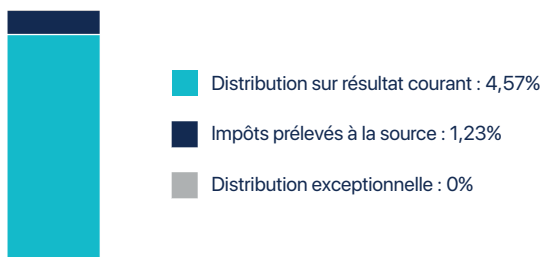 Distribution sur résultat courant : 4,57%
Impôts prélevés à la source : 1,23%
Distribution exceptionnelle : 0%